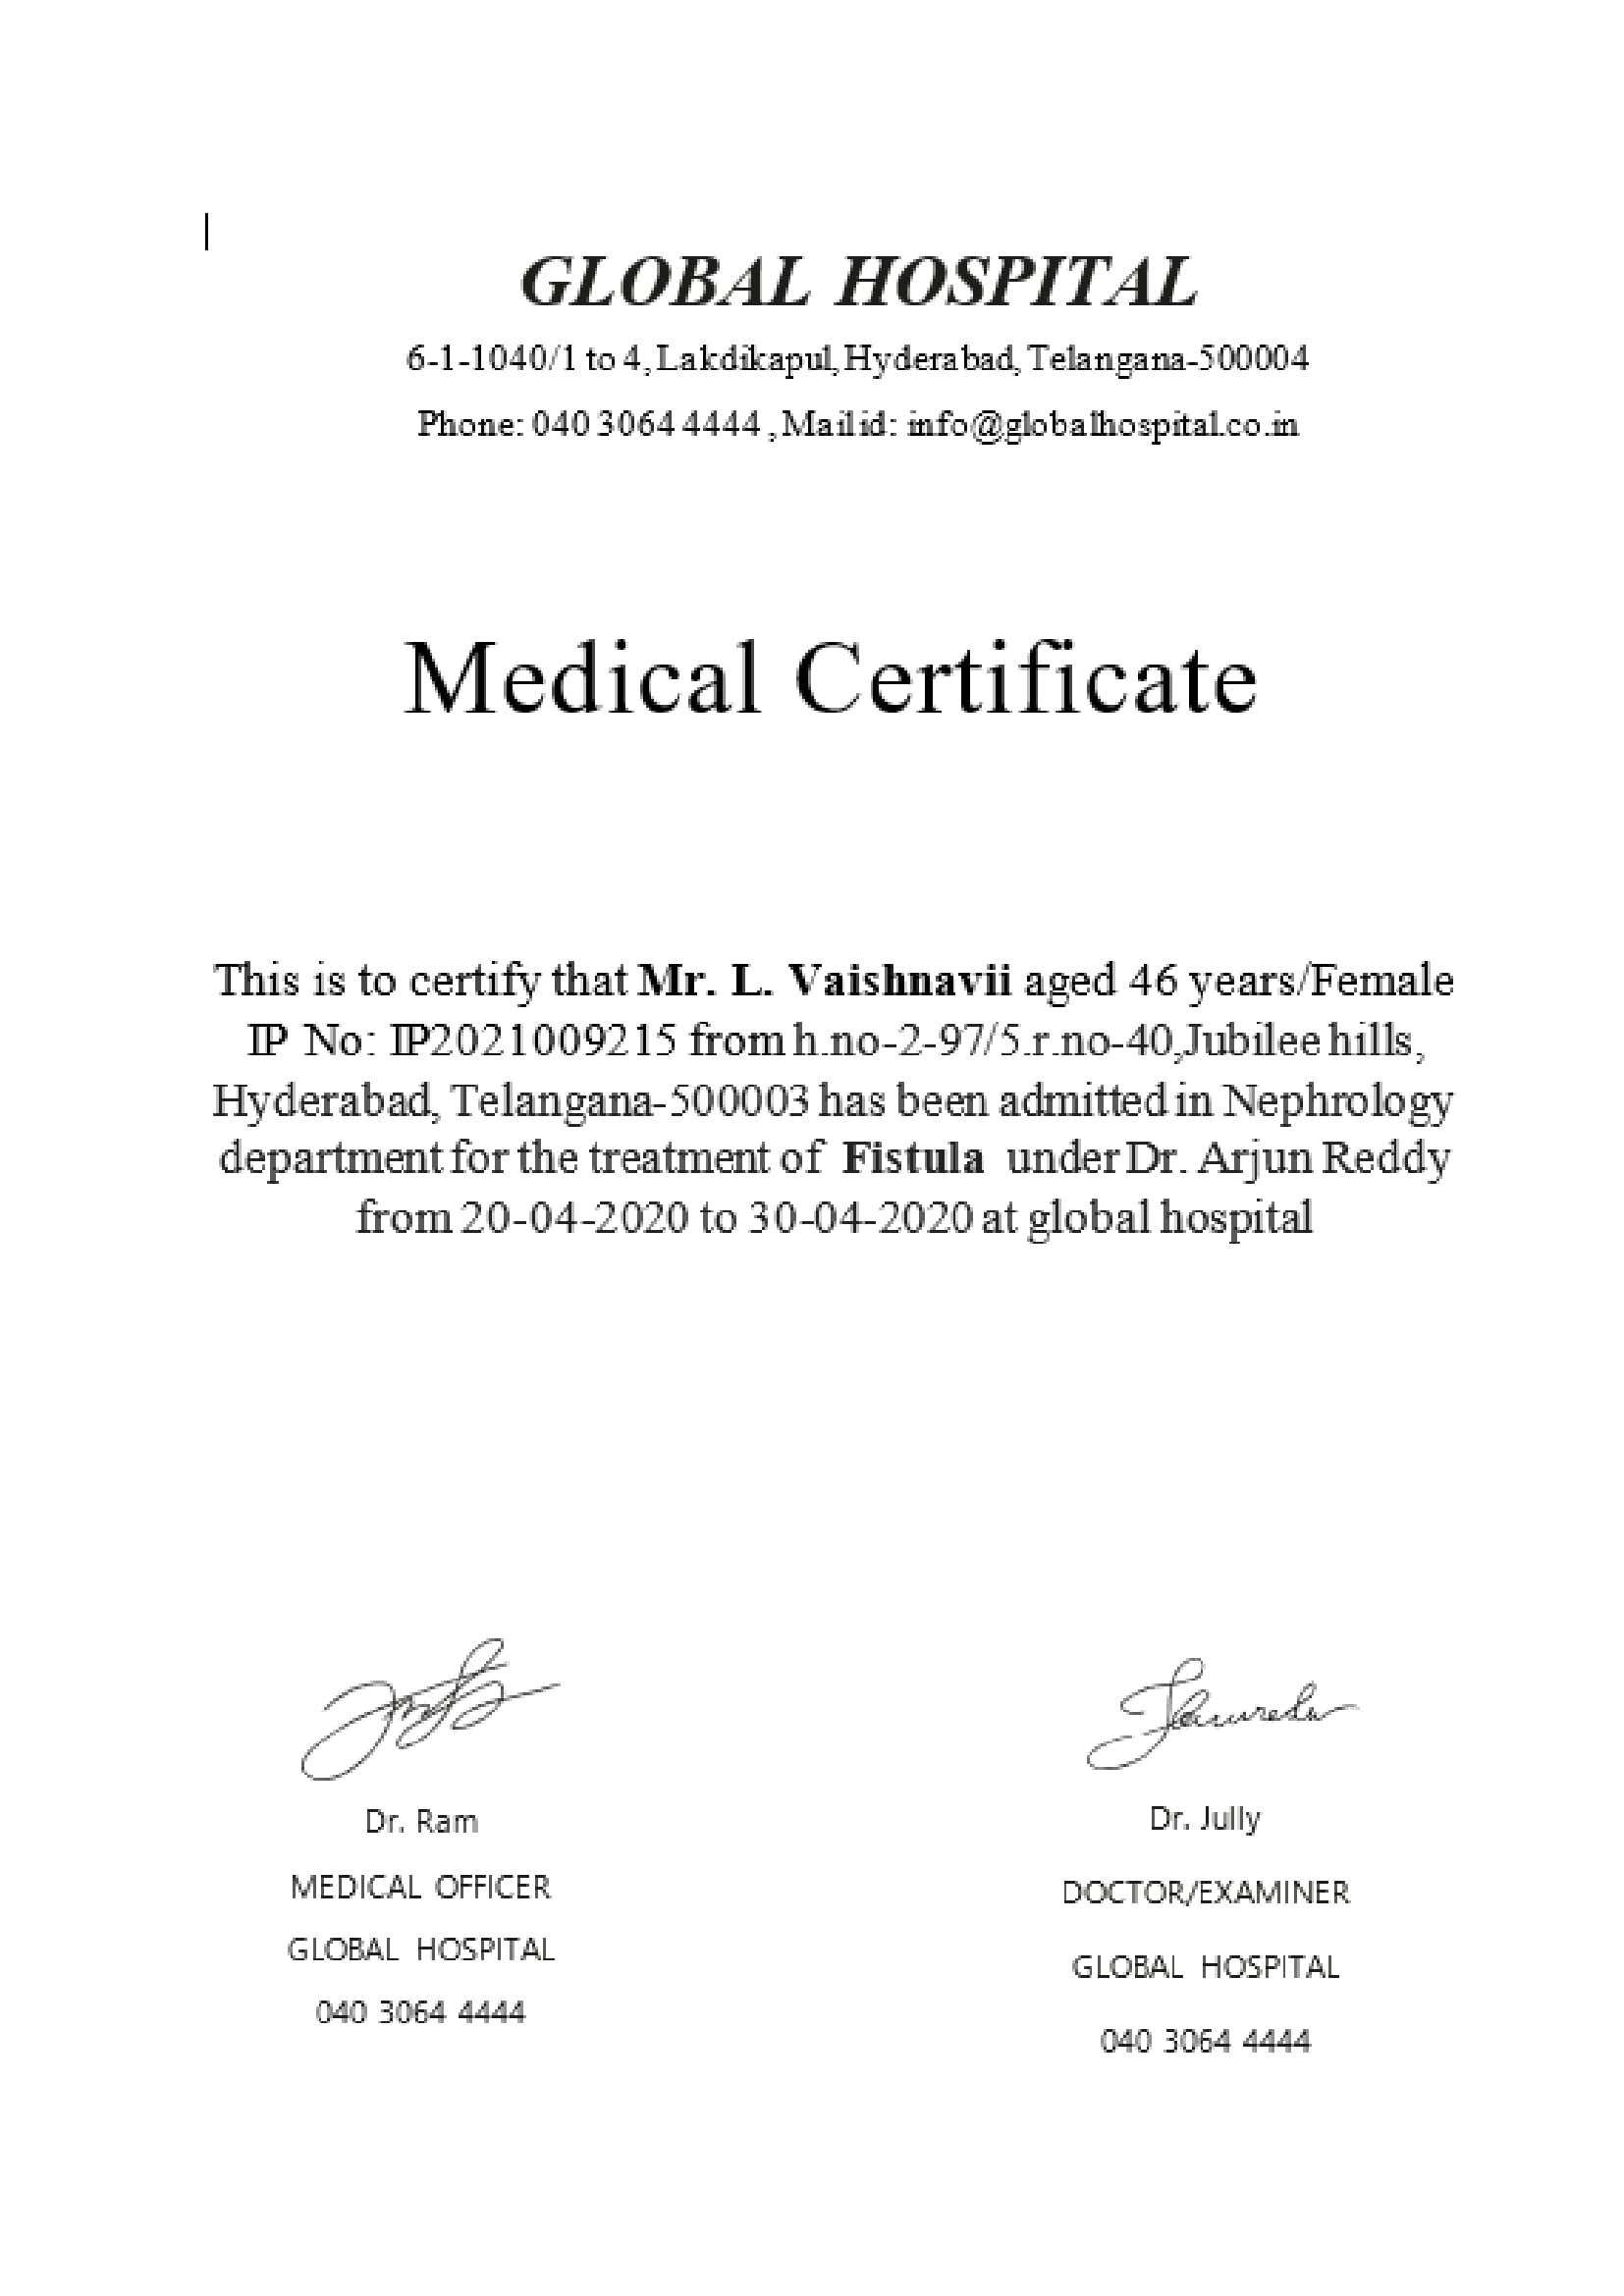 GLOBAL HOSPITAL
6-1-1040/1 to 4, Lakdikapul, Hyderabad, Telangana-500004
Phone: 040 3064 4444 , Mail id: info@globalhospital.co.in
Medical Certificate
This is to certify that Mr. L. Vaishnavii aged 46 years/Female
IP No: IP2021009215 from h.no-2-97/5.r.no-40,Jubilee hills,
Hyderabad, Telangana-500003 has been admitted in Nephrology
department for the treatment of Fistula under Dr. Arjun Reddy
from 20-04-2020 to 30-04-2020 at global hospital
Dr. Ram
MEDICAL OFFICER
GLOBAL HOSPITAL
040 3064 4444
Dr. Jully
DOCTOR/EXAMINER
GLOBAL HOSPITAL
040 3064 4444